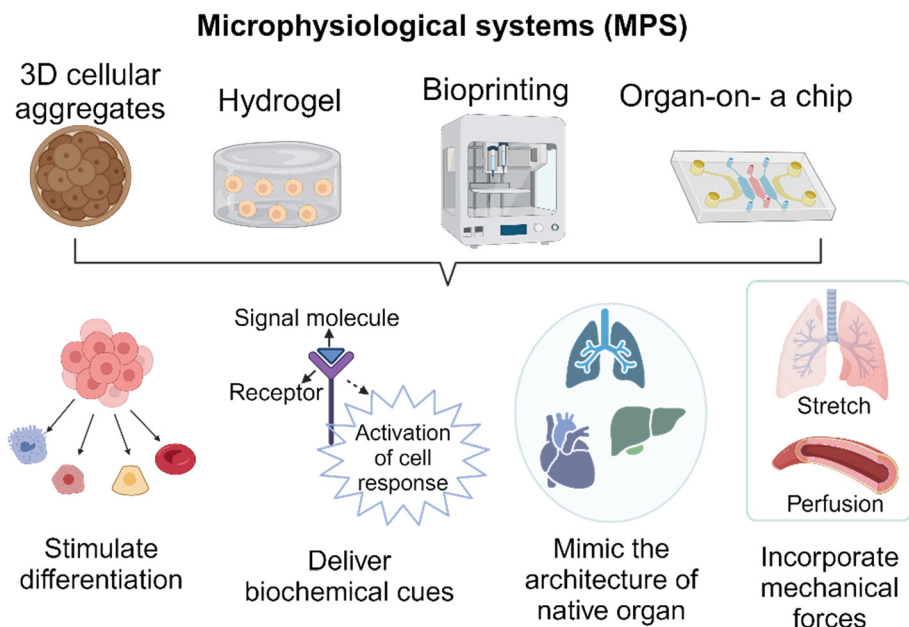 Microphysiological systems (MPS)
3D cellular
aggregates
Hydrogel
Bioprinting
Organ-on- a chip
Signal molecule
Receptor
Activation
of cell
response
Stretch
Perfusion
Stimulate
differentiation
Deliver
biochemical cues
Mimic the
architecture of
native organ
Incorporate
mechanical
forces